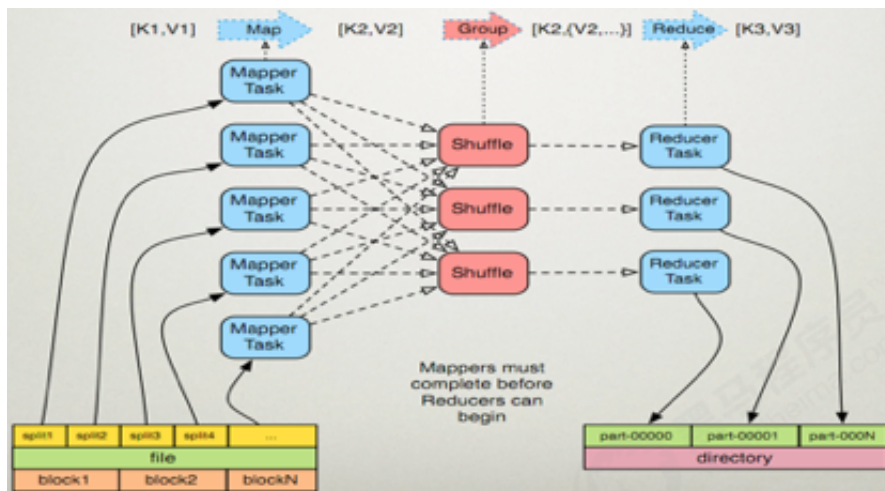 [K1,V1] Map [K2,V2] Group [K2,{V2,...}] Reduce [K3,V3]
Mapper
Task
Mapper
Task
Mapper
Task
Mapper
Task
Mapper
Task
Shuffle
Shuffle
Shuffle
Reducer
Task
Reducer
Task
Reducer
Task
Mappers must
complete before
Reducers can
begin
split1 split2 split3 split4 ...
file
block1 block2 blockN
part-00000 part-00001 part-000N
directory